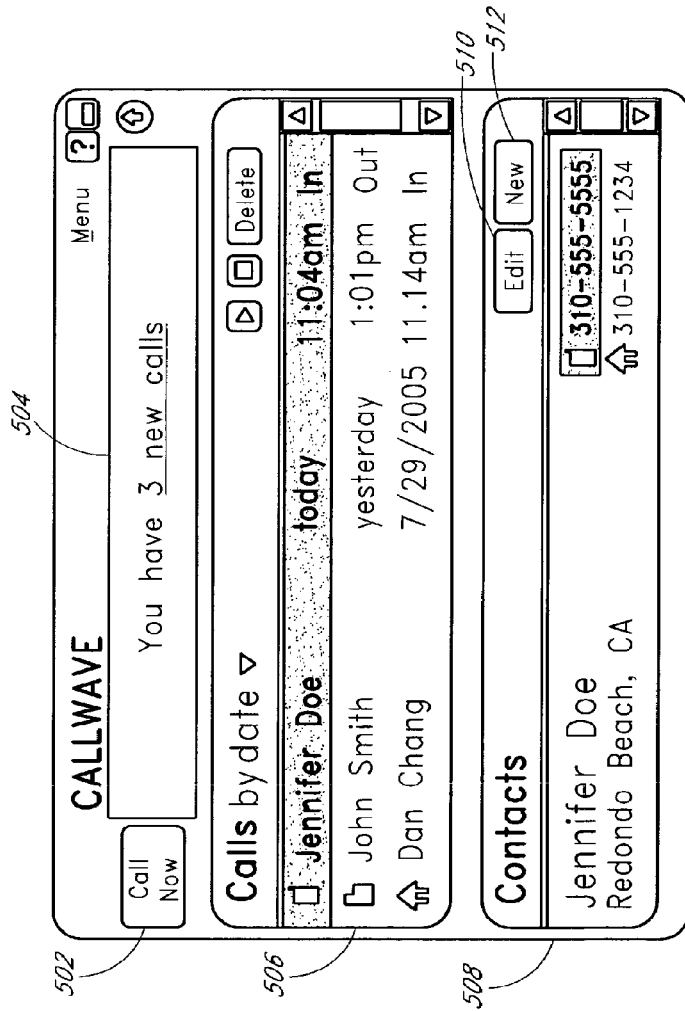 504
CALLWAVE
Menu
?
Call Now
You have 3 new calls
502
Calls by date
Delete
Jennifer Doe today 11:04am In
John Smith yesterday 1:01pm Out
Dan Chang 7/29/2005 11.14am In
506
510
512
Contacts
Edit
New
Jennifer Doe
310-555-5555
Redondo Beach, CA
310-555-1234
508